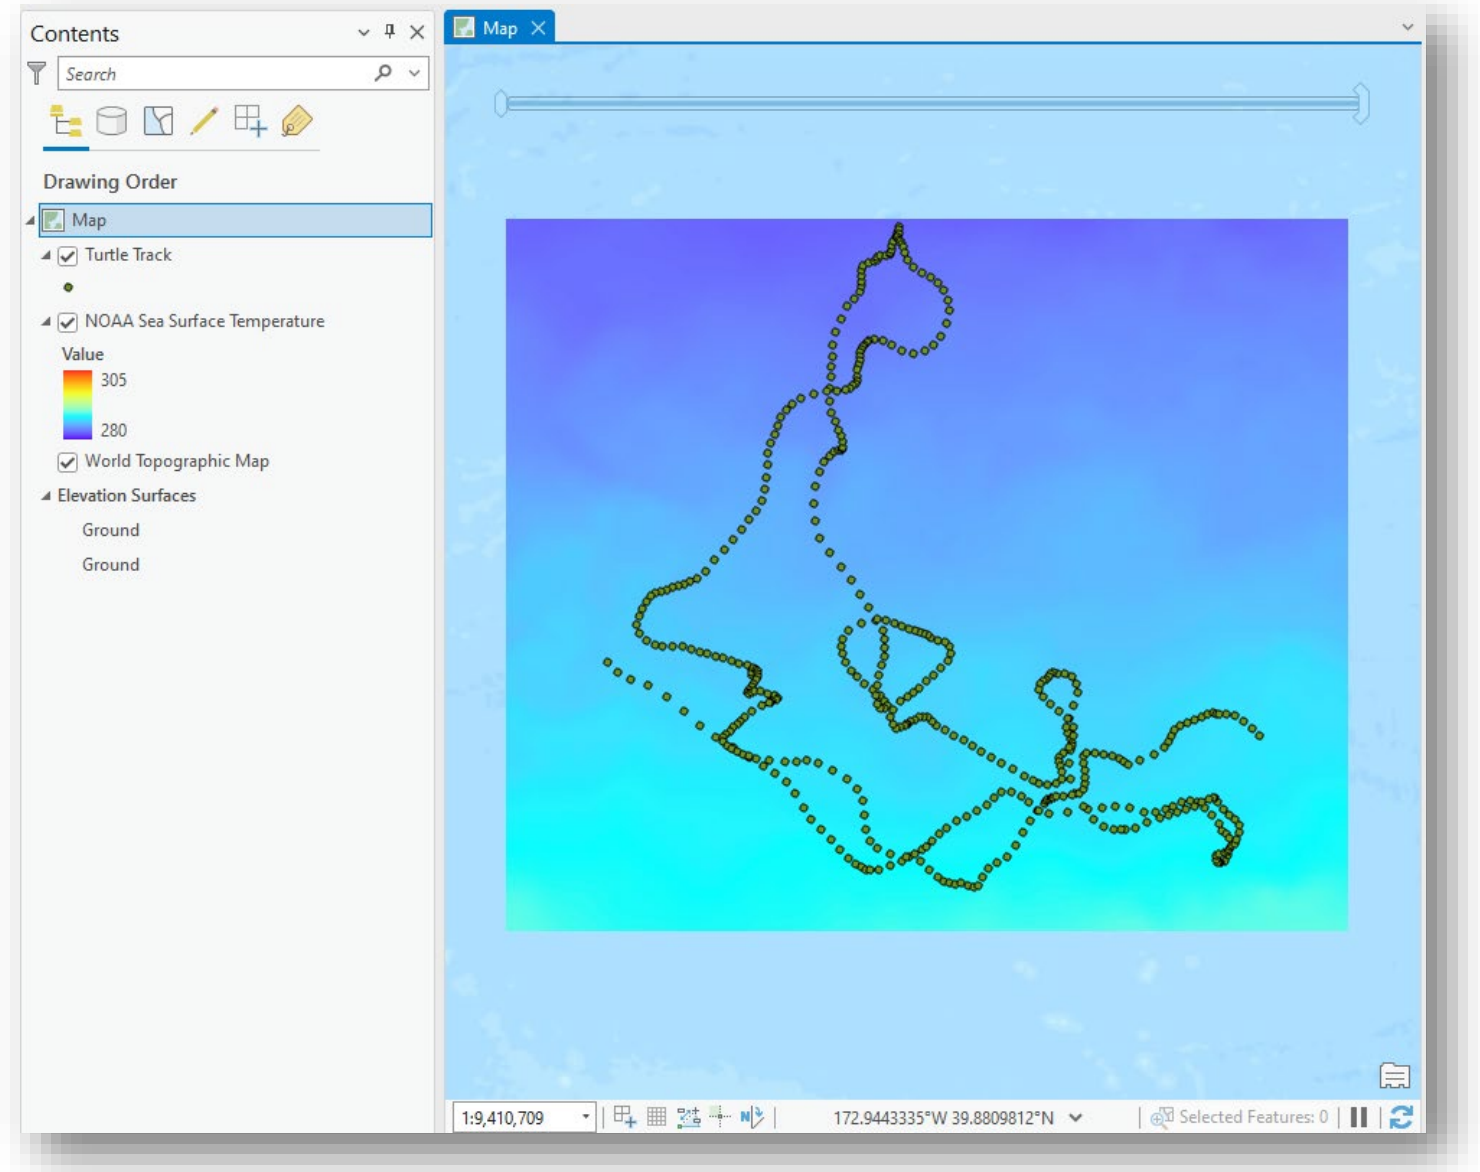 Contents
Map
Search
Drawing Order
Map
Turtle Track
NOAA Sea Surface Temperature
Value
305
280
World Topographic Map
Elevation Surfaces
Ground
Ground
1:9,410,709
N
172.9443335°W 39.8809812°N
Selected Features: 0